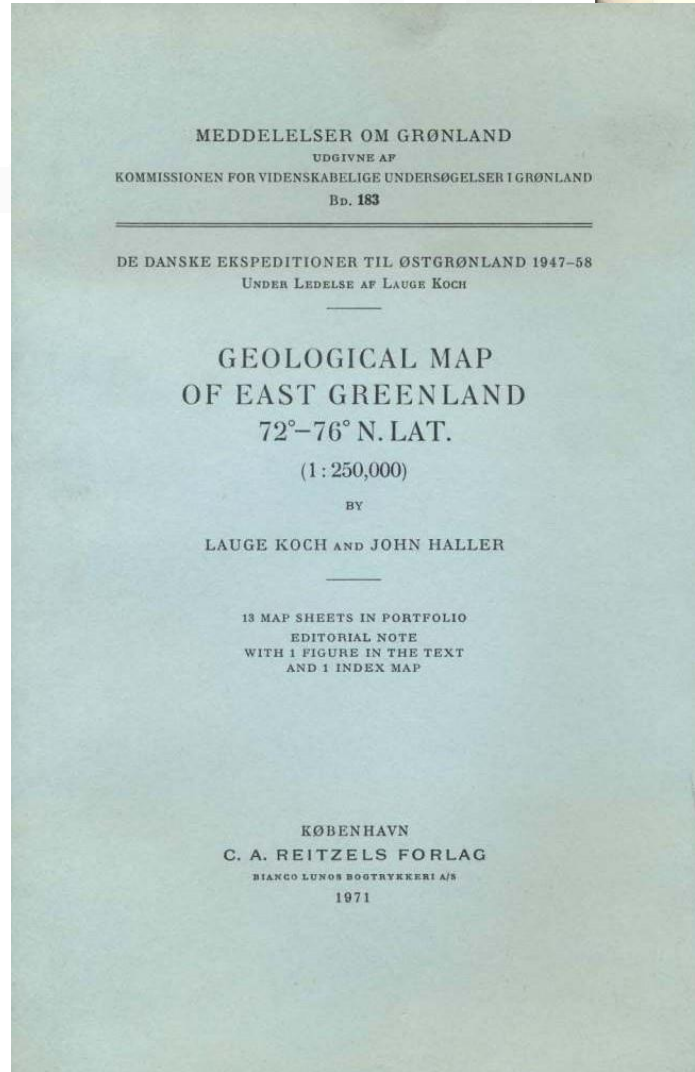 MEDDELELSER OM GRØNLAND
UDGIVNE AF
KOMMISSIONEN FOR VIDENSKABELIGE UNDERSØGELSER I GRØNLAND
BD. 183
DE DANSKE EKSPEDITIONER TIL ØSTGRØNLAND 1947–58
UNDER LEDELSE AF LAUGE KOCH
GEOLOGICAL MAP
OF EAST GREENLAND
72°–76° N. LAT.
(1:250,000)
BY
LAUGE KOCH AND JOHN HALLER
13 MAP SHEETS IN PORTFOLIO
EDITORIAL NOTE
WITH 1 FIGURE IN THE TEXT
AND 1 INDEX MAP
KØBENHAVN
C. A. REITZELS FORLAG
BIANCO LUNOS BOGTRYKKERI A/S
1971